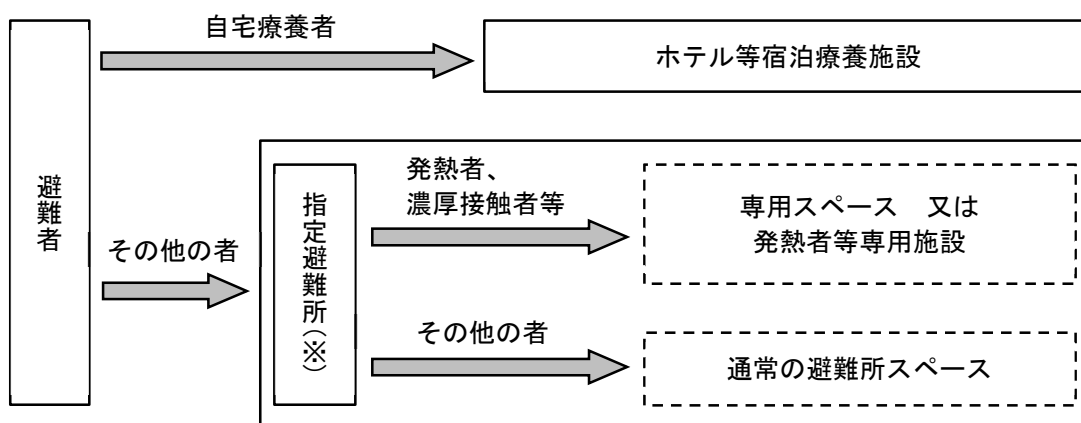 避難者
自宅療養者
ホテル等宿泊療養施設
その他の者
指定避難所(※)
発熱者、
濃厚接触者等
専用スペース　又は
発熱者等専用施設
その他の者
通常の避難所スペース